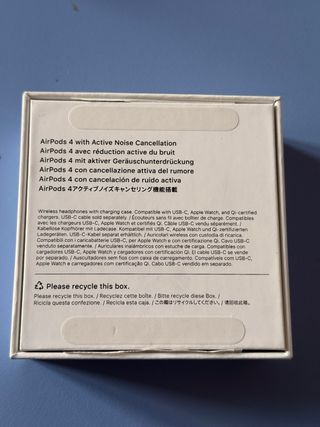 AirPods 4 with Active Noise Cancellation
AirPods 4 avec réduction active du bruit
AirPods 4 mit aktiver Geräuschunterdrückung
AirPods 4 con cancellazione attiva del rumore
AirPods 4 con cancelación de ruido activa
AirPods 4アクティブノイズキャンセリング機能搭載
Wireless headphones with charging case. Compatible with USB-C, Apple Watch, and Qi-certified
chargers. USB-C cable sold separately. / Écouteurs sans fil avec boîtier de charge. Compatibles
avec les chargeurs USB-C, Apple Watch et certifiés Qi. Câble USB-C vendu séparément. /
Kabellose Kopfhörer mit Ladecase. Kompatibel mit USB-C, Apple Watch und Qi-zertifizierten
Ladegeräten. USB-C-Kabel separat erhältlich. / Auricolari wireless con custodia di ricarica.
Compatibili con i caricabatterie USB-C, per Apple Watch e con certificazione Qi. Cavo USB-C
venduto separatamente. / Auriculares inalámbricos con estuche de carga. Compatibles con
cargadores USB-C, Apple Watch y cargadores con certificación Qi. El cable USB-C se vende
por separado. / Auscultadores sem fios com caixa de carregamento. Compatíveis com USB-C,
Apple Watch e carregadores com certificação Qi. Cabo USB-C vendido em separado.
Please recycle this box.
Please recycle this box. / Recyclez cette boîte. / Bitte recycle diese Box. /
Ricicla questa confezione. / Recicla esta caja. / この箱はリサイクルしてください。/ 请回收此箱。